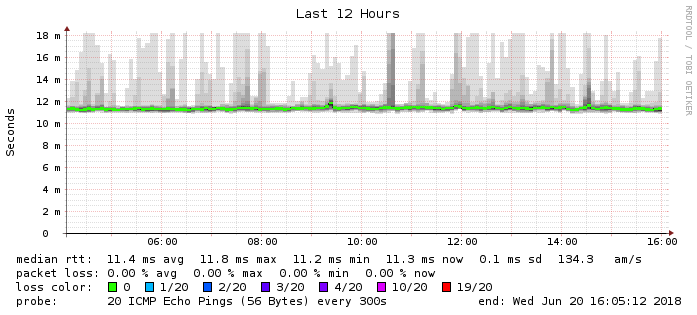 Last 12 Hours
RRDTOOL / TOBI OETIKER
Seconds
18 m
16 m
14 m
12 m
10 m
8 m
6 m
4 m
2 m
0
06:00 08:00 10:00 12:00 14:00 16:00
median rtt: 11.4 ms avg 11.8 ms max 11.2 ms min 11.3 ms now 0.1 ms sd 134.3 am/s
packet loss: 0.00 % avg 0.00 % max 0.00 % min 0.00 % now
loss color: 0 1/20 2/20 3/20 4/20 10/20 19/20
probe: 20 ICMP Echo Pings (56 Bytes) every 300s end: Wed Jun 20 16:05:12 2018